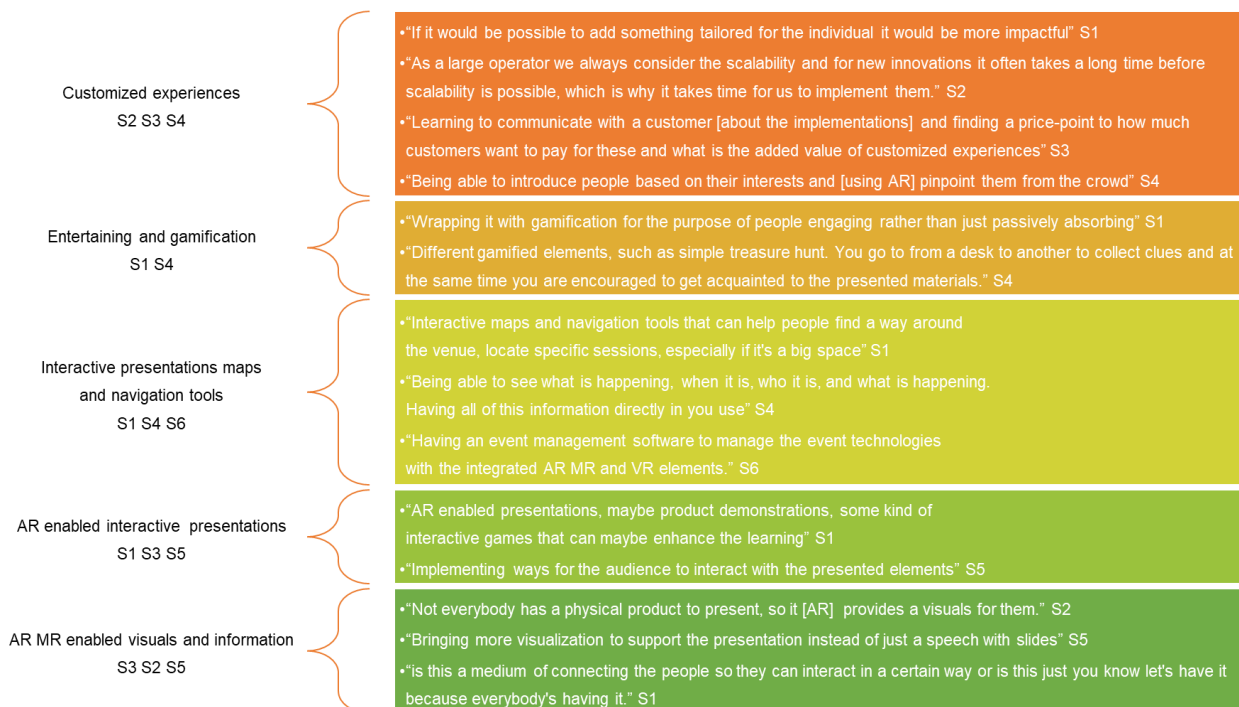 Customized experiences
S2 S3 S4
•“If it would be possible to add something tailored for the individual it would be more impactful” S1
•“As a large operator we always consider the scalability and for new innovations it often takes a long time before
scalability is possible, which is why it takes time for us to implement them.” S2
•“Learning to communicate with a customer [about the implementations] and finding a price-point to how much
customers want to pay for these and what is the added value of customized experiences” S3
•“Being able to introduce people based on their interests and [using AR] pinpoint them from the crowd” S4
Entertaining and gamification
S1 S4
•“Wrapping it with gamification for the purpose of people engaging rather than just passively absorbing” S1
•“Different gamified elements, such as simple treasure hunt. You go to from a desk to another to collect clues and at
the same time you are encouraged to get acquainted to the presented materials.” S4
Interactive presentations maps
and navigation tools
S1 S4 S6
•“Interactive maps and navigation tools that can help people find a way around
the venue, locate specific sessions, especially if it's a big space” S1
•“Being able to see what is happening, when it is, who it is, and what is happening.
Having all of this information directly in you use” S4
•“Having an event management software to manage the event technologies
with the integrated AR MR and VR elements.” S6
AR enabled interactive presentations
S1 S3 S5
•“AR enabled presentations, maybe product demonstrations, some kind of
interactive games that can maybe enhance the learning” S1
•“Implementing ways for the audience to interact with the presented elements” S5
AR MR enabled visuals and information
S3 S2 S5
•“Not everybody has a physical product to present, so it [AR] provides a visuals for them.” S2
•“Bringing more visualization to support the presentation instead of just a speech with slides” S5
•“is this a medium of connecting the people so they can interact in a certain way or is this just you know let's have it
because everybody's having it.” S1